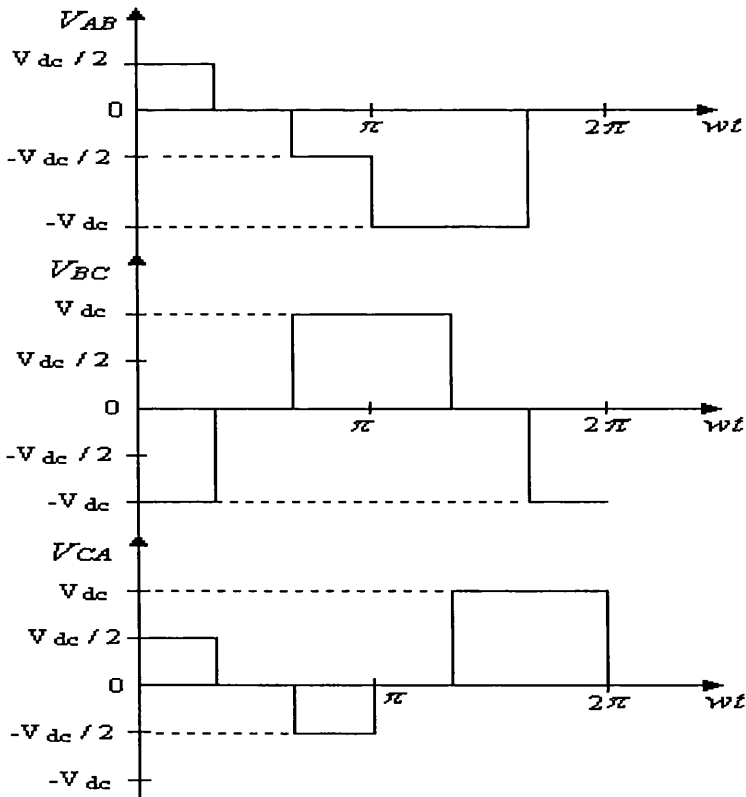 VAB
Vdc/2
0
π 2π wt
-Vdc/2
-Vdc
VBC
Vdc
Vdc/2
0
π 2π wt
-Vdc/2
-Vdc
VCA
Vdc
Vdc/2
0
π 2π wt
-Vdc/2
-Vdc